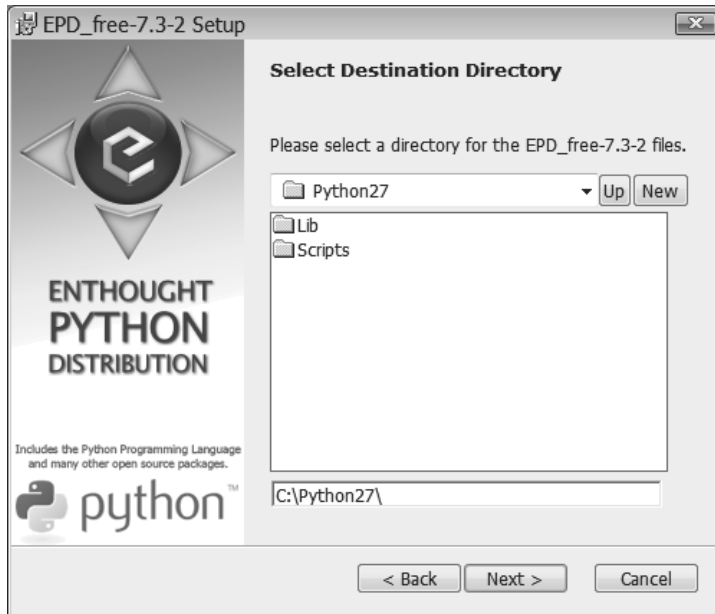 EPD_free-7.3-2 Setup
Select Destination Directory
Please select a directory for the EPD_free-7.3-2 files.
Python27
Up
New
Lib
Scripts
C:\Python27\
ENTHOUGHT
PYTHON
DISTRIBUTION
Includes the Python Programming Language
and many other open source packages.
python™
< Back
Next >
Cancel